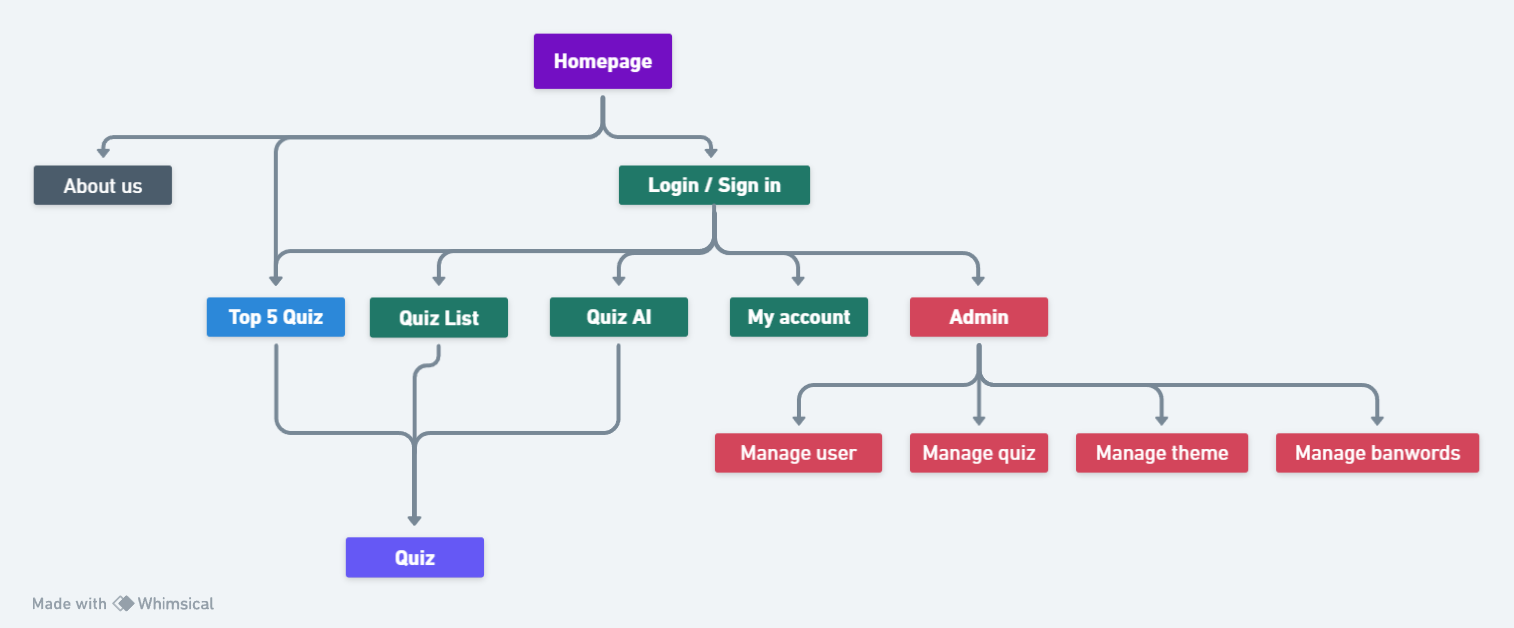 Homepage
About us
Login / Sign in
Top 5 Quiz
Quiz List
Quiz AI
My account
Admin
Manage user
Manage quiz
Manage theme
Manage banwords
Quiz
Made with Whimsical